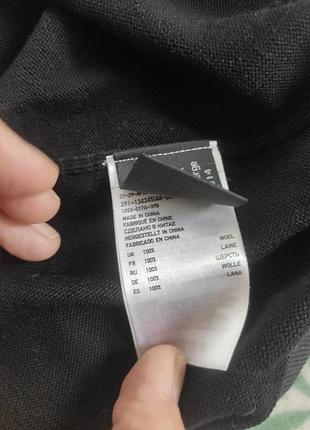 MADE IN CHINA
FABRIQUÉ EN CHINE
СДЕЛАНО В КИТАЕ
HERGESTELLT IN CHINA
FABRICADO EN CHINA
UK 100% WOOL
FR 100% LAINE
RU 100% ШЕРСТЬ
DE 100% WOLLE
ES 100% LANA